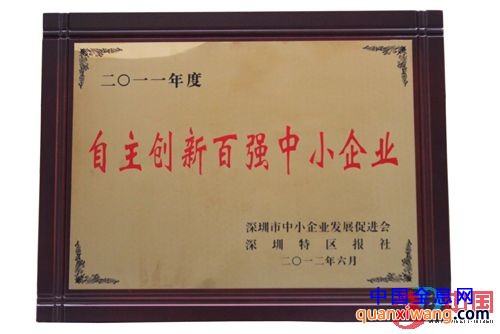 二〇一一年度
自主创新百强中小企业
深圳市中小企业发展促进会
深圳特区报社
二〇一二年六月
中国全息网
quanxiwang.com